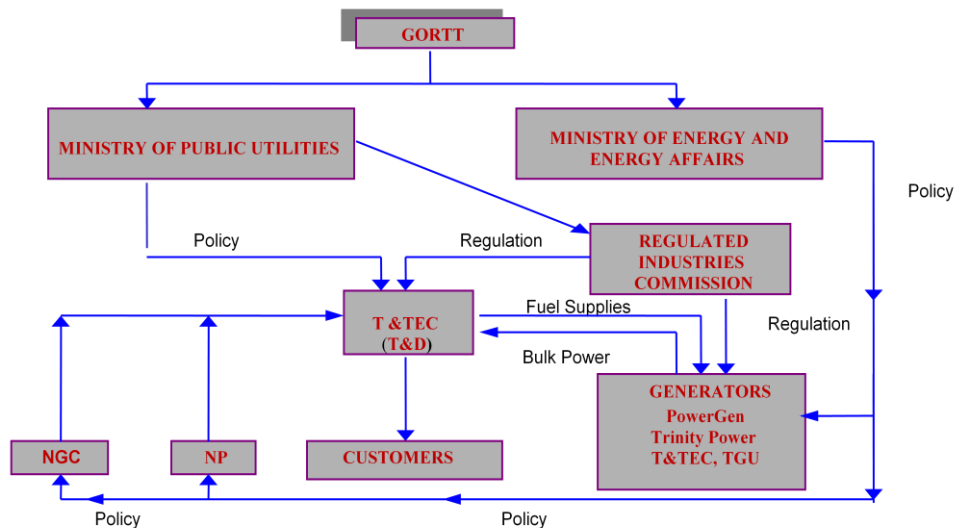 GORTT
MINISTRY OF PUBLIC UTILITIES
MINISTRY OF ENERGY AND
ENERGY AFFAIRS
Policy
Policy
Regulation
REGULATED
INDUSTRIES
COMMISSION
T &TEC
(T&D)
Fuel Supplies
Regulation
Bulk Power
GENERATORS
PowerGen
Trinity Power
T&TEC, TGU
NGC
NP
CUSTOMERS
Policy
Policy